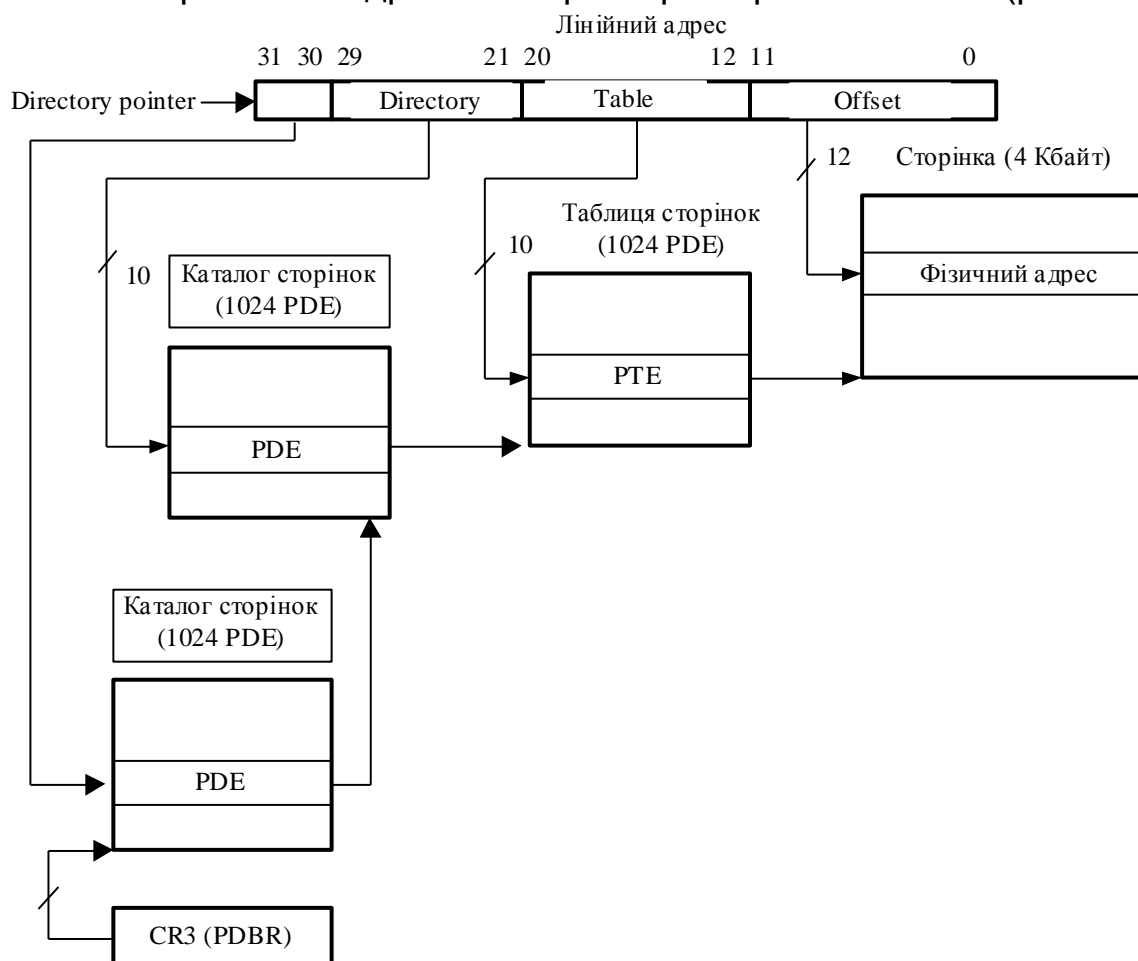 Лінійний адрес
31 30 29 21 20 12 11 0
Directory pointer Directory Table Offset
12 Сторінка (4 Кбайт)
Таблиця сторінок
(1024 PDE)
10
10
Каталог сторінок
(1024 PDE)
Фізичний адрес
PTE
PDE
Каталог сторінок
(1024 PDE)
PDE
CR3 (PDBR)